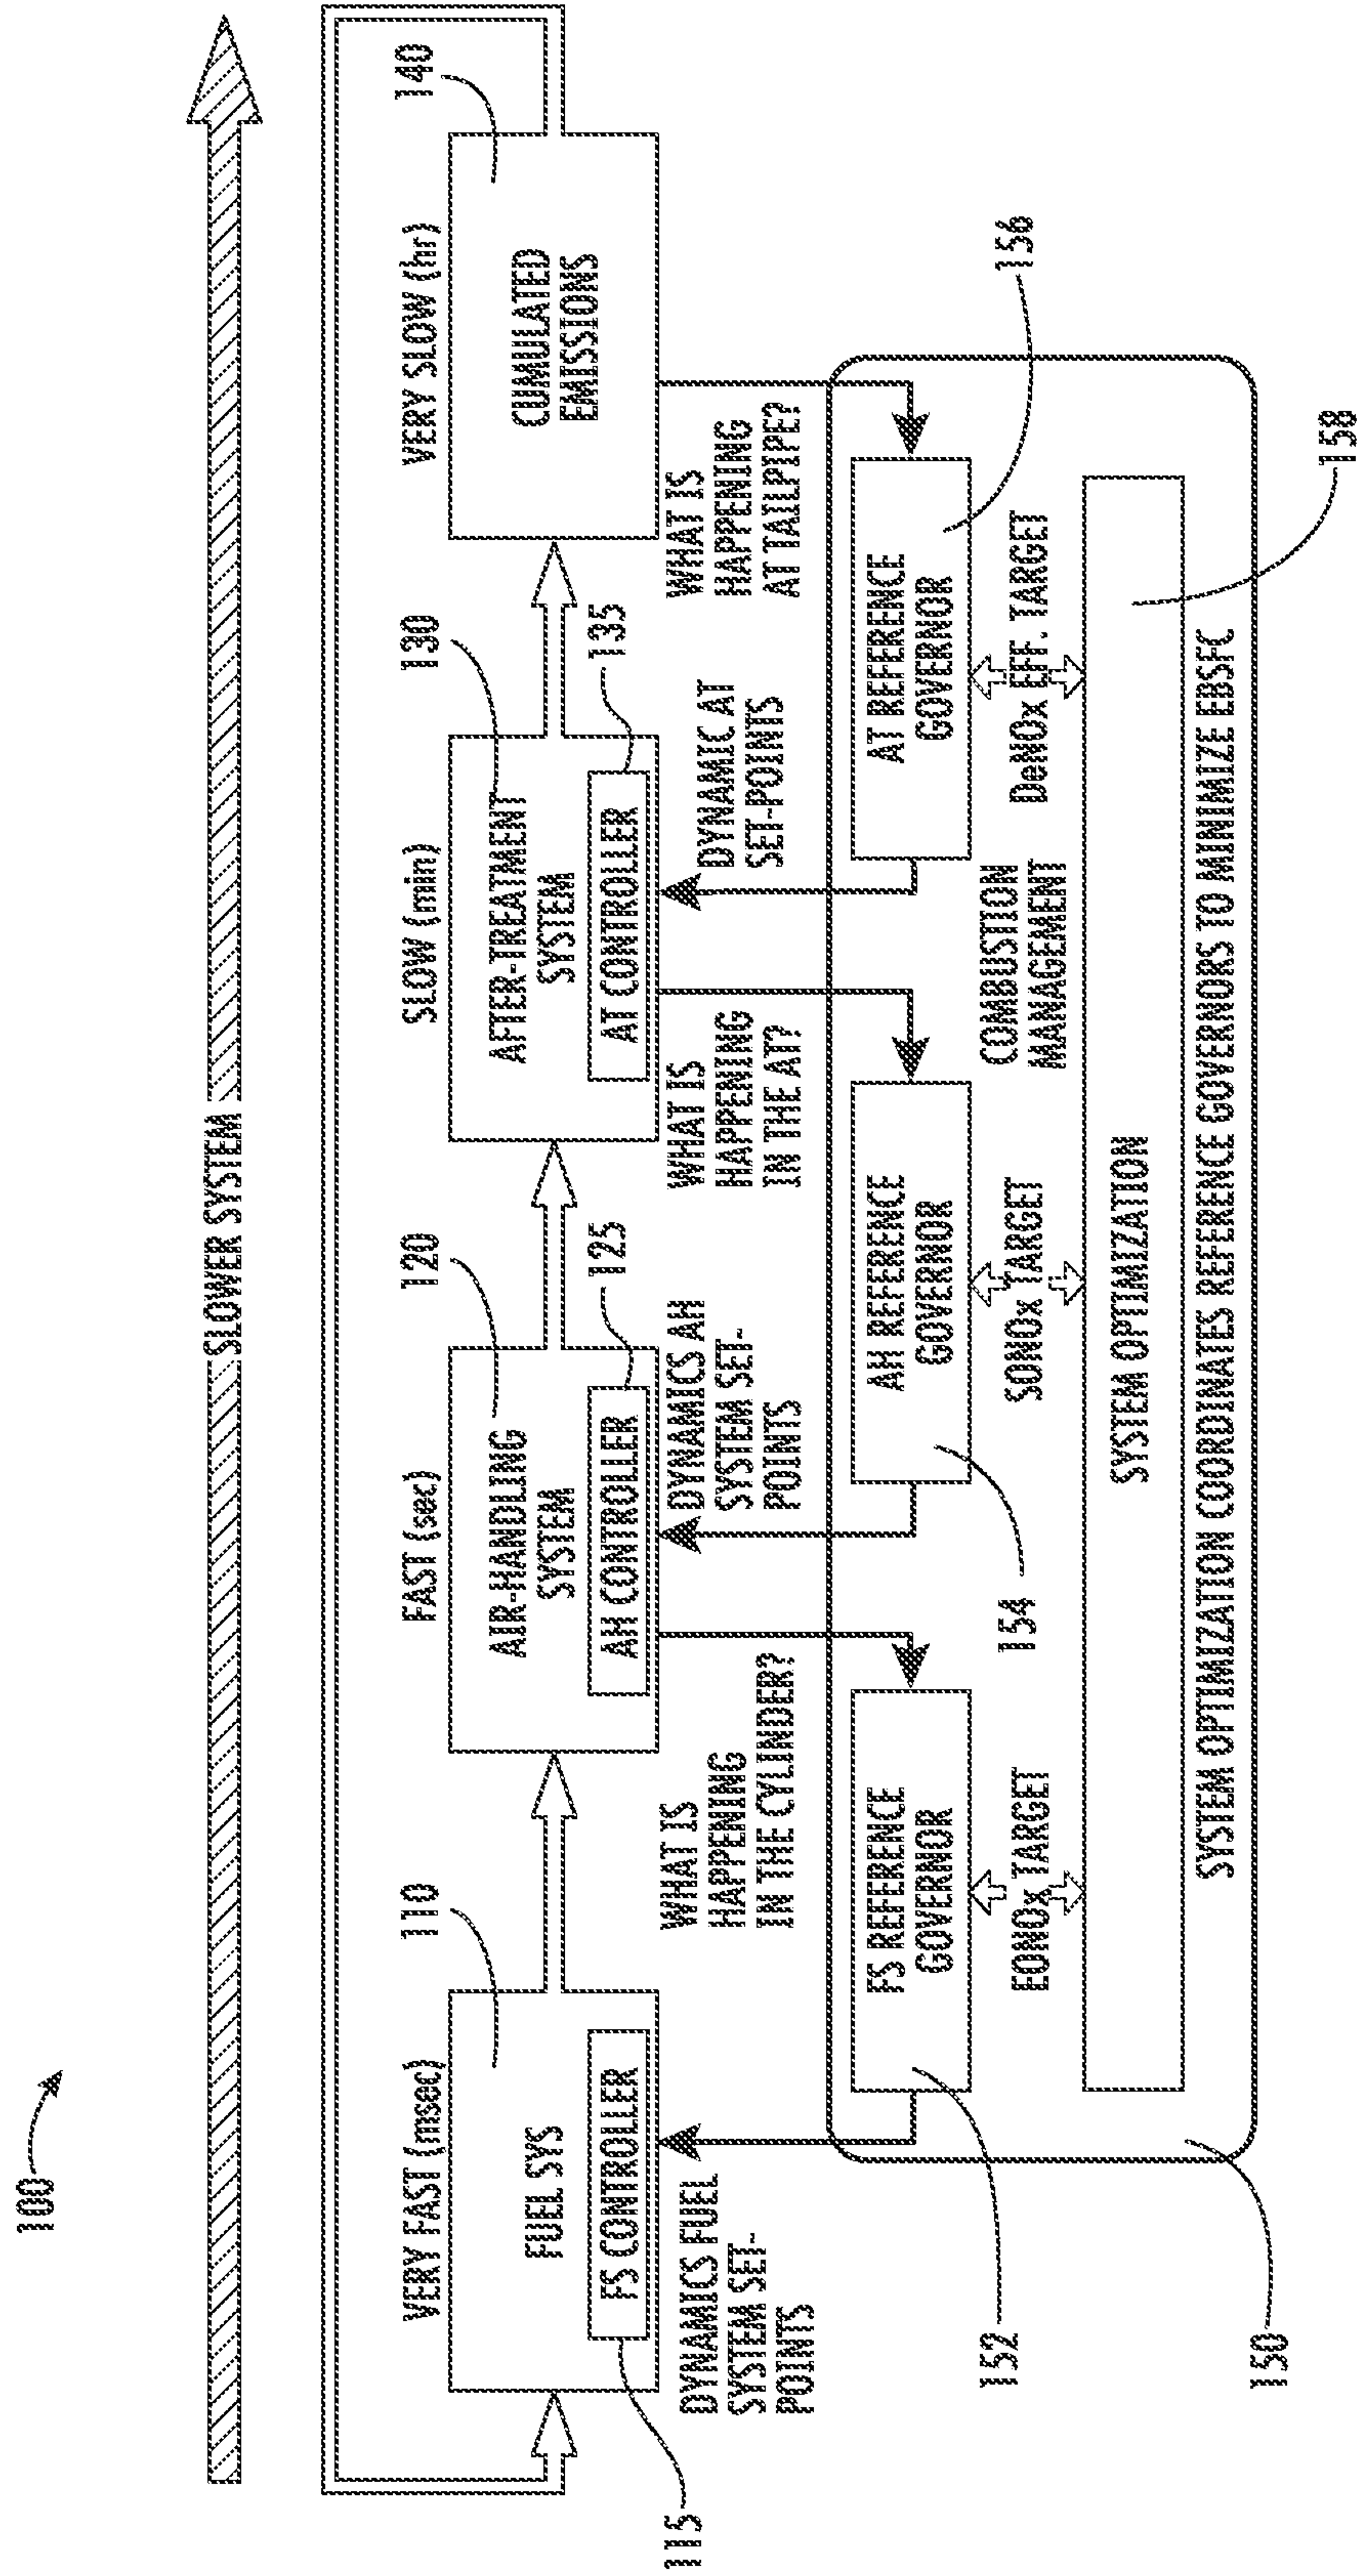 100
SLOWER SYSTEM
VERY FAST (msec)
110
FUEL SYS
FS CONTROLLER
115
FAST (sec)
120
AIR-HANDLING
SYSTEM
AH CONTROLLER
125
SLOW (min)
130
AFTER-TREATMENT
SYSTEM
AT CONTROLLER
135
VERY SLOW (hr)
140
CUMULATED
EMISSIONS
DYNAMICS FUEL
SYSTEM SET-
POINTS
WHAT IS
HAPPENING
IN THE CYLINDER?
DYNAMICS AH
SYSTEM SET-
POINTS
WHAT IS
HAPPENING
IN THE AT?
DYNAMIC AT
SET-POINTS
WHAT IS
HAPPENING
AT TAILPIPE?
FS REFERENCE
GOVERNOR
152
AH REFERENCE
GOVERNOR
154
AT REFERENCE
GOVERNOR
156
EONOx TARGET
SONOx TARGET
COMBUSTION
MANAGEMENT
DeNOx EFF. TARGET
SYSTEM OPTIMIZATION
158
SYSTEM OPTIMIZATION COORDINATES REFERENCE GOVERNORS TO MINIMIZE EBSFC
150